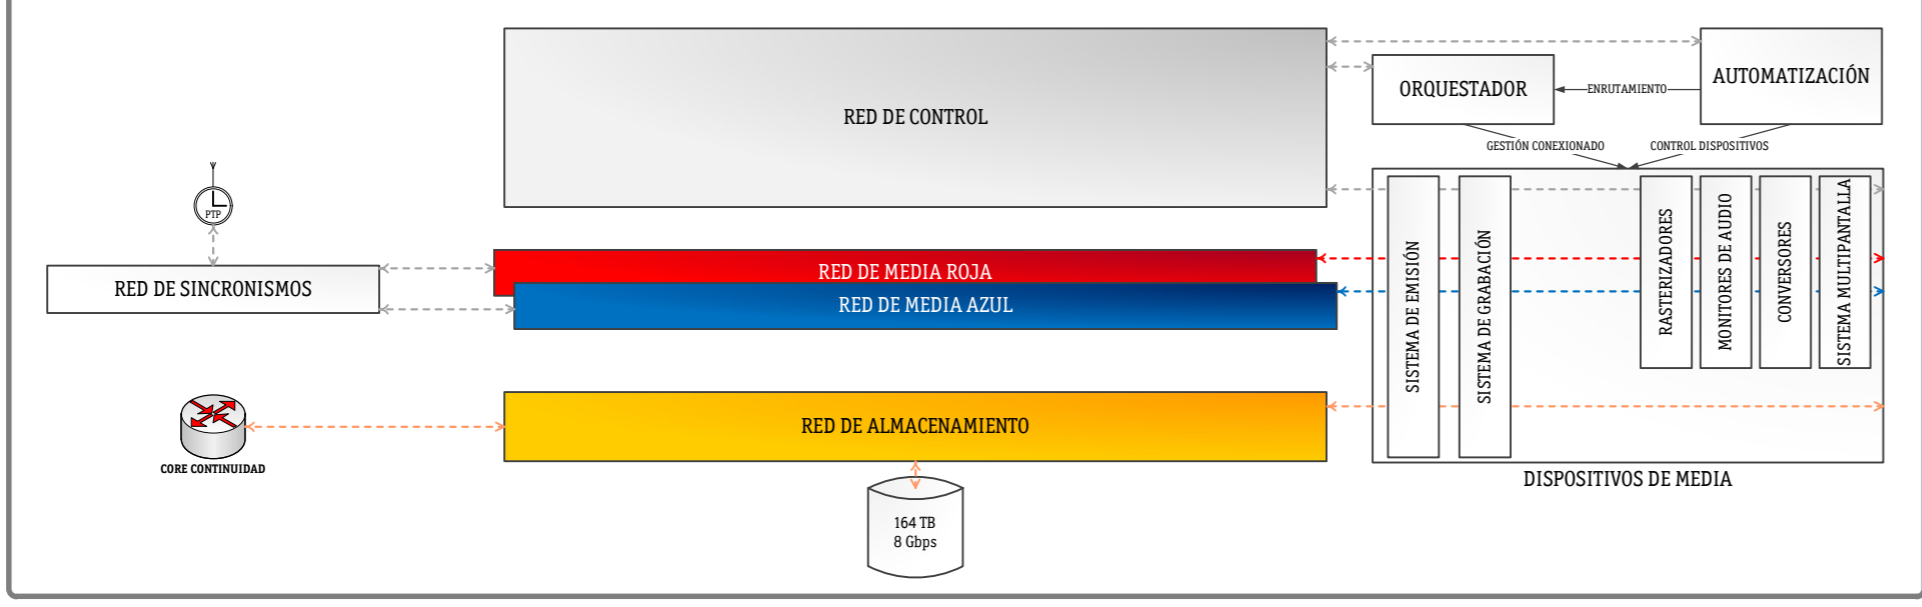 RED DE CONTROL
ORQUESTADOR
ENRUTAMIENTO
AUTOMATIZACIÓN
GESTIÓN CONEXIONADO
CONTROL DISPOSITIVOS
PTP
RED DE SINCRONISMOS
RED DE MEDIA ROJA
RED DE MEDIA AZUL
SISTEMA DE EMISIÓN
SISTEMA DE GRABACIÓN
RASTERIZADORES
MONITORES DE AUDIO
CONVERSORES
SISTEMA MULTIPANTALLA
RED DE ALMACENAMIENTO
CORE CONTINUIDAD
DISPOSITIVOS DE MEDIA
164 TB
8 Gbps